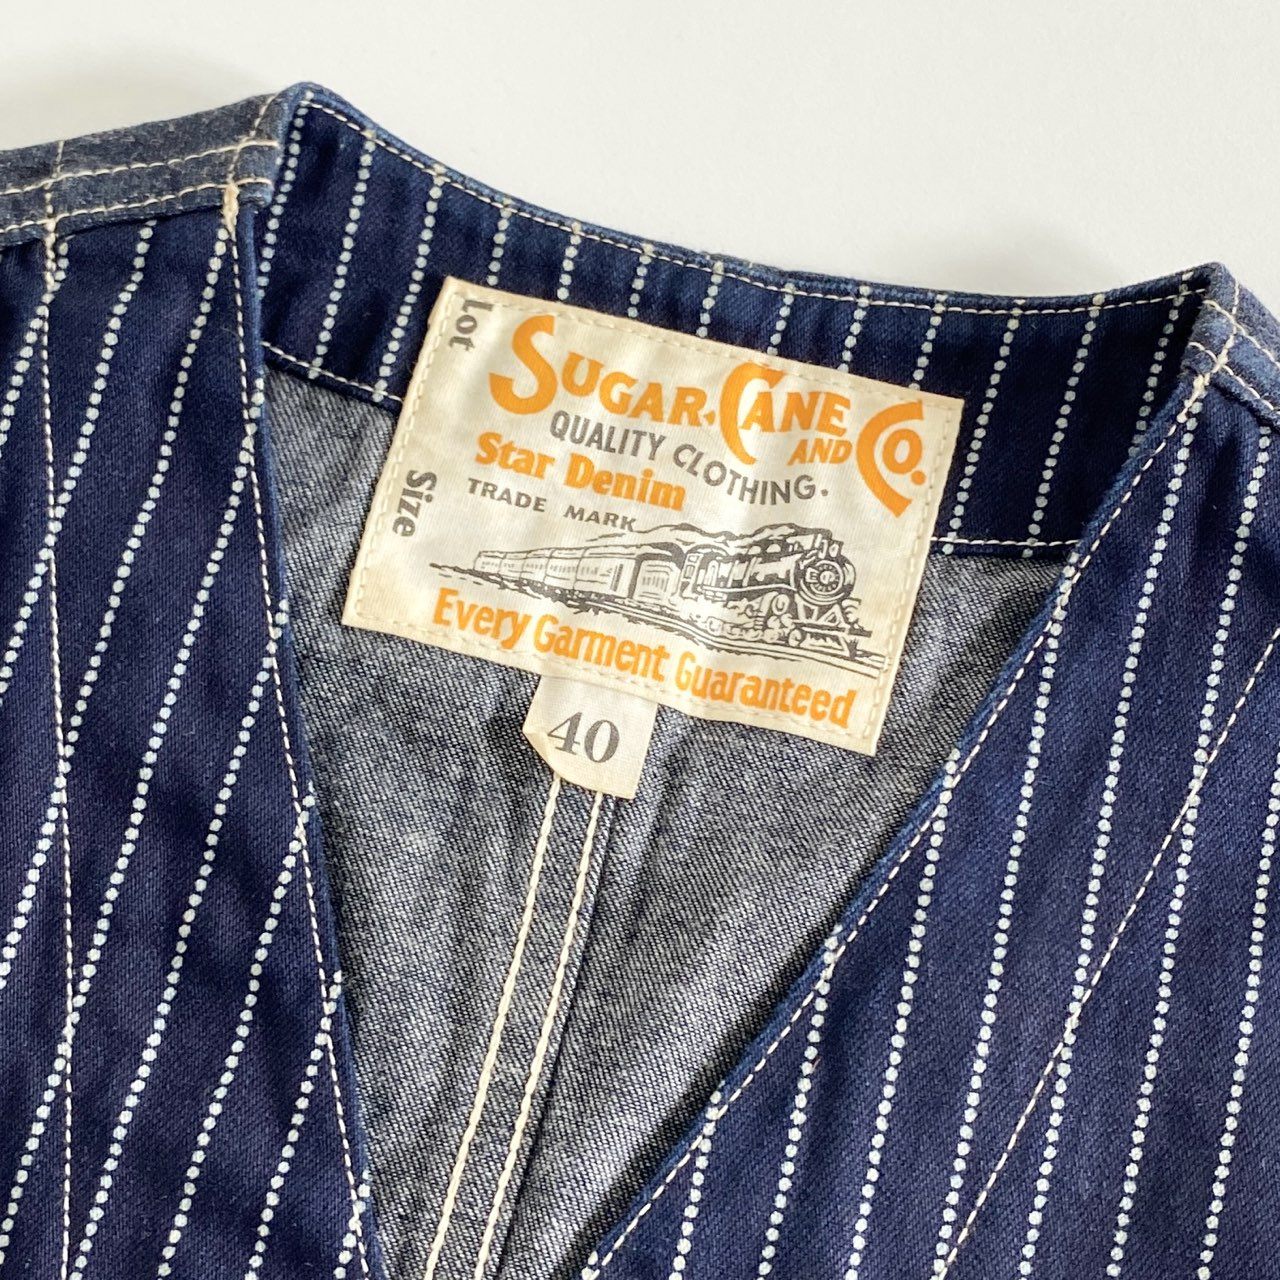 Lot
SUGAR·CANE AND CO.
QUALITY CLOTHING.
Star Denim
TRADE MARK
Size
Every Garment Guaranteed
40